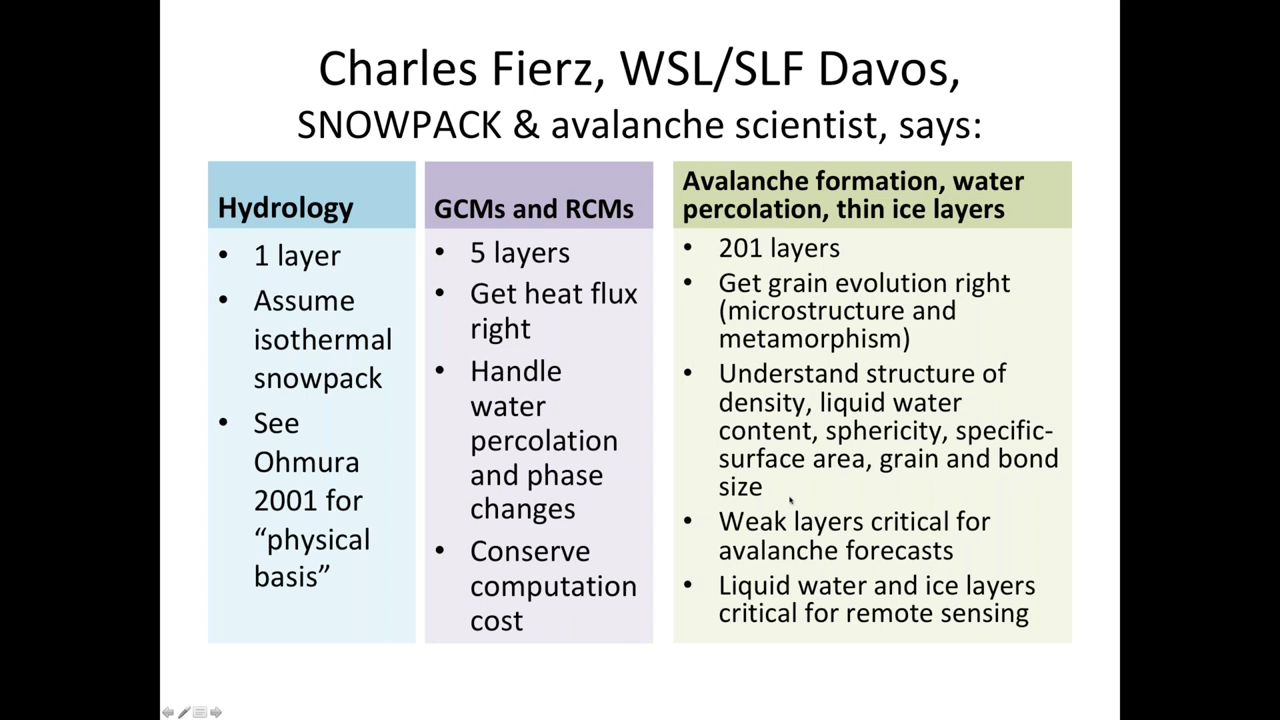 Charles Fierz, WSL/SLF Davos,
SNOWPACK & avalanche scientist, says:
Hydrology
• 1 layer
• Assume
isothermal
snowpack
• See
Ohmura
2001 for
“physical
basis”
GCMs and RCMs
• 5 layers
• Get heat flux
right
• Handle
water
percolation
and phase
changes
• Conserve
computation
cost
Avalanche formation, water
percolation, thin ice layers
• 201 layers
• Get grain evolution right
(microstructure and
metamorphism)
• Understand structure of
density, liquid water
content, sphericity, specific-
surface area, grain and bond
size
• Weak layers critical for
avalanche forecasts
• Liquid water and ice layers
critical for remote sensing